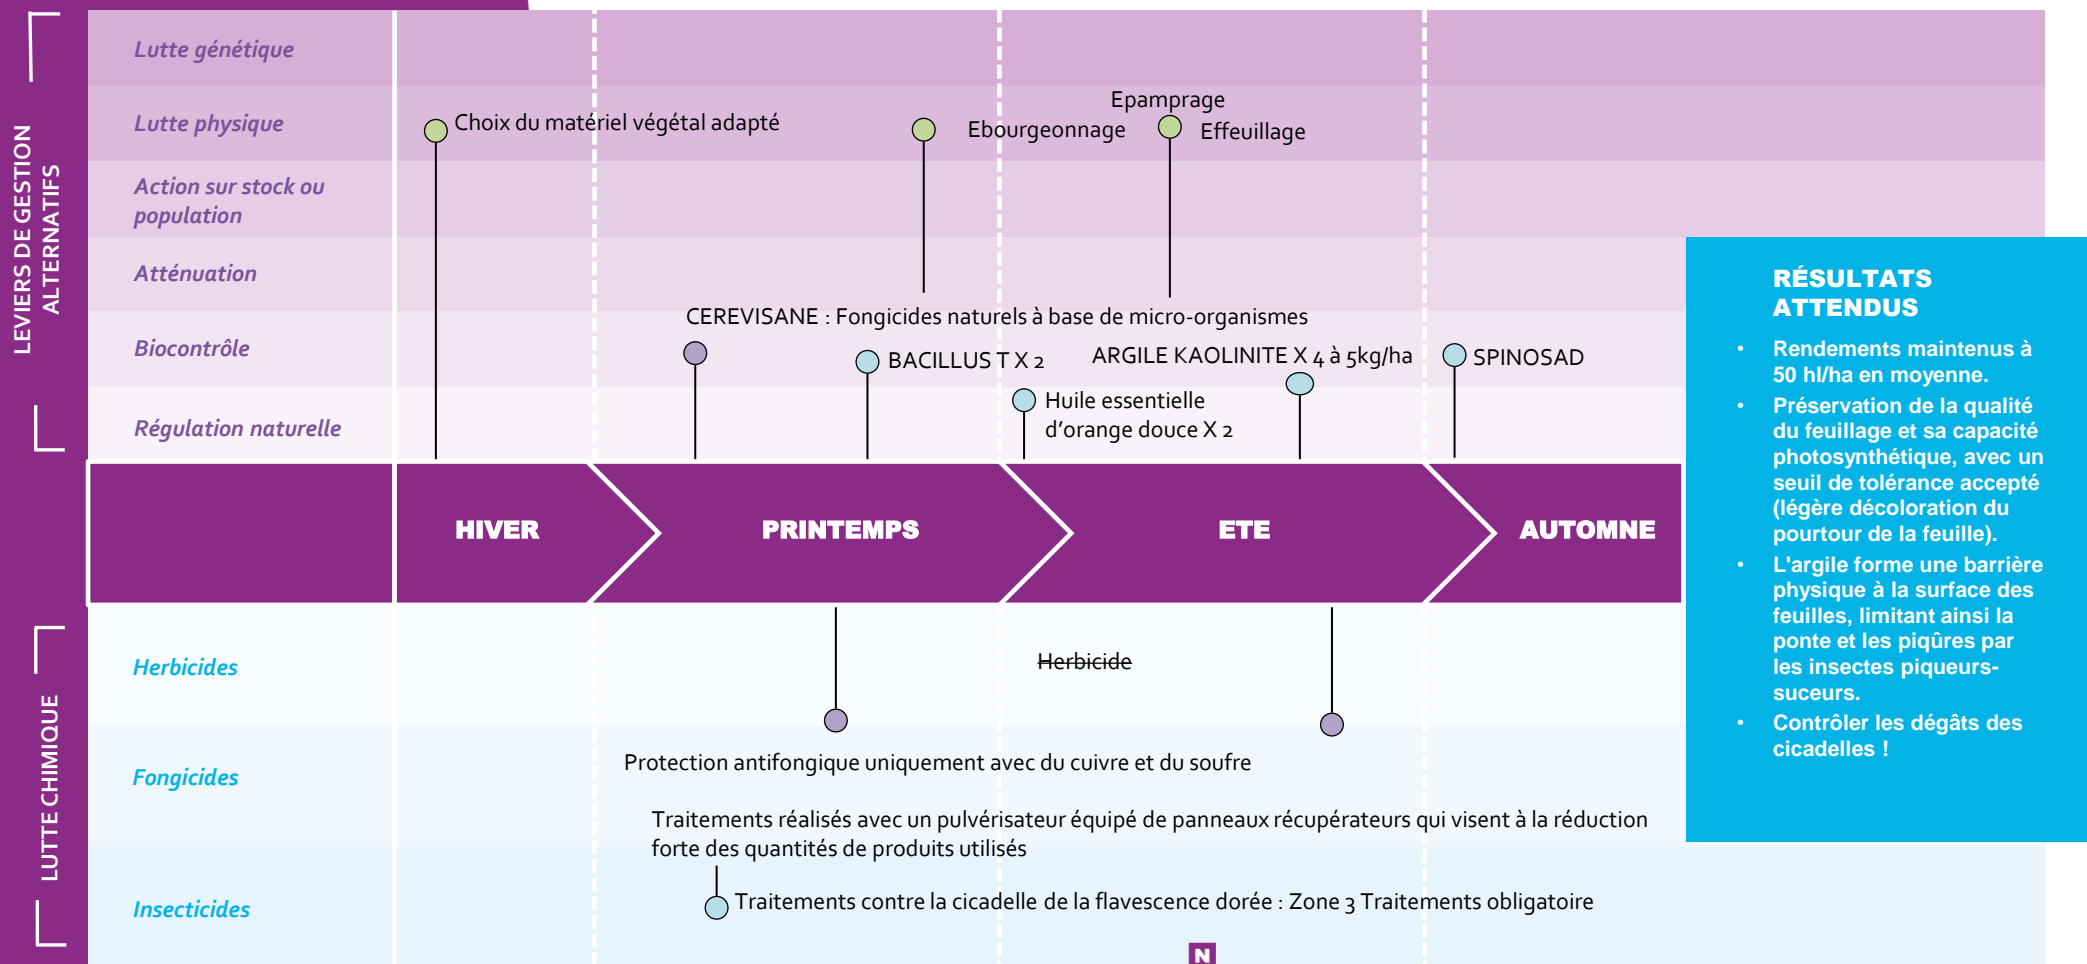 LEVIERS DE GESTION
ALTERNATIFS
Lutte génétique
Lutte physique
Choix du matériel végétal adapté
Ebourgeonnage
Epamprage
Effeuillage
Action sur stock ou
population
Atténuation
CEREVISANE : Fongicides naturels à base de micro-organismes
Biocontrôle
BACILLUS T X 2
ARGILE KAOLINITE X 4 à 5kg/ha
SPINOSAD
Huile essentielle
d’orange douce X 2
Régulation naturelle
HIVER
PRINTEMPS
ETE
AUTOMNE
LUTTE CHIMIQUE
Herbicides
Herbicide
Fongicides
Protection antifongique uniquement avec du cuivre et du soufre
Traitements réalisés avec un pulvérisateur équipé de panneaux récupérateurs qui visent à la réduction
forte des quantités de produits utilisés
Insecticides
Traitements contre la cicadelle de la flavescence dorée : Zone 3 Traitements obligatoire
N
RÉSULTATS
ATTENDUS
• Rendements maintenus à
50 hl/ha en moyenne.
• Préservation de la qualité
du feuillage et sa capacité
photosynthétique, avec un
seuil de tolérance accepté
(légère décoloration du
pourtour de la feuille).
• L'argile forme une barrière
physique à la surface des
feuilles, limitant ainsi la
ponte et les piqûres par
les insectes piqueurs-
suceurs.
• Contrôler les dégâts des
cicadelles !